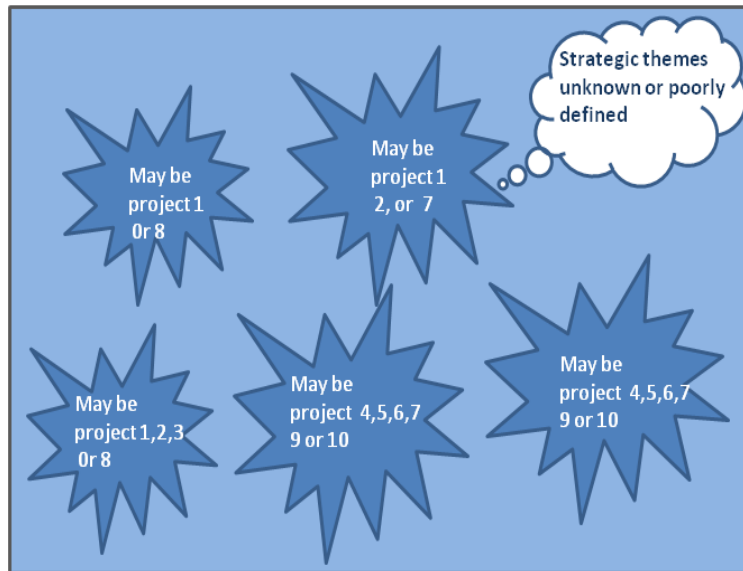 Strategic themes
unknown or poorly
defined
May be
project 1
0r 8
May be
project 1
2, or 7
May be
project 1,2,3
0r 8
May be
project 4,5,6,7
9 or 10
May be
project 4,5,6,7
9 or 10